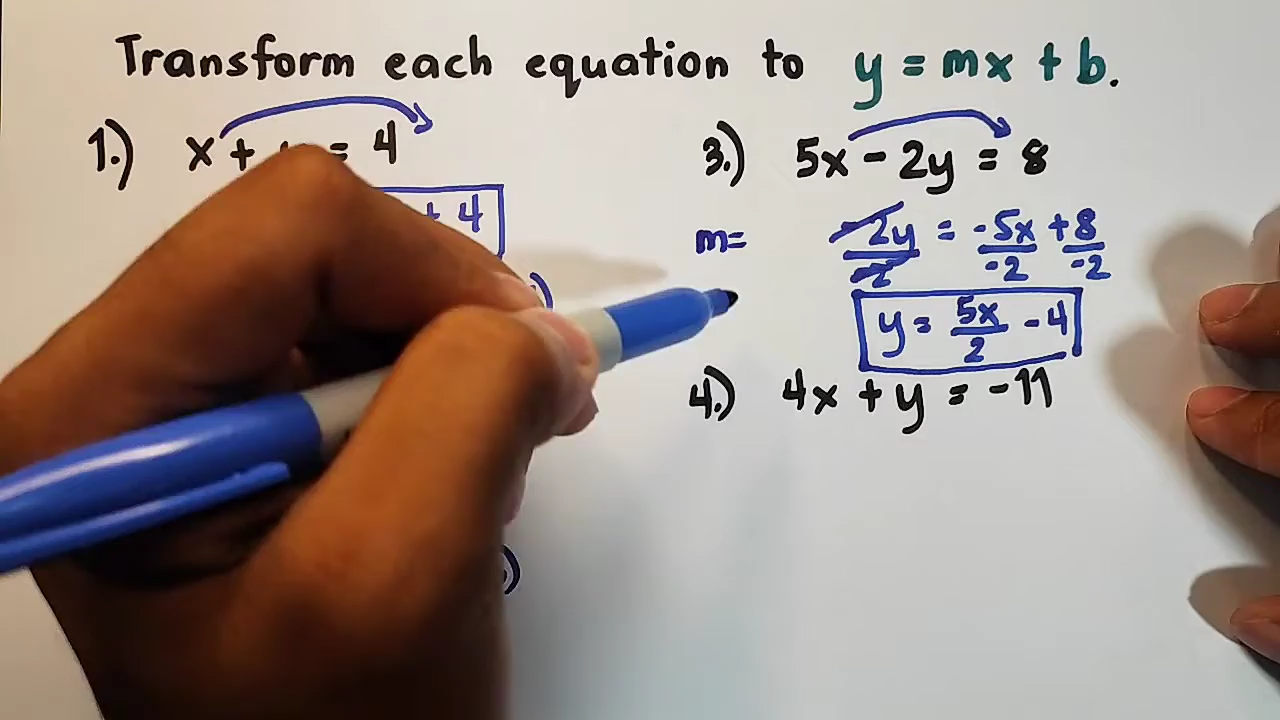 Transform each equation to y = mx + b.
1.) x + = 4
+ 4
3.) 5x - 2y = 8
m= -2y/-2 = -5x/-2 + 8/-2
y = 5x/2 - 4
4.) 4x + y = -11